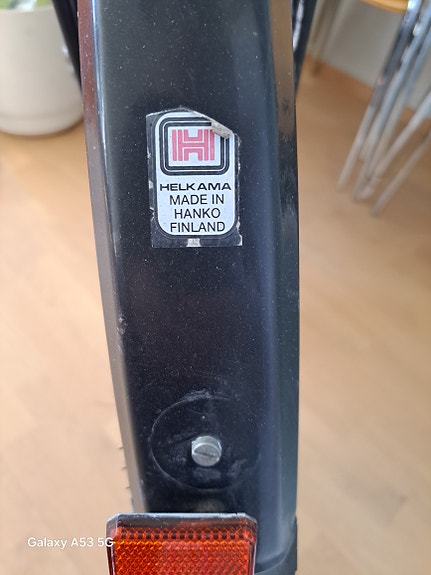 H
HELKAMA
MADE IN
HANKO
FINLAND
Galaxy A53 5G